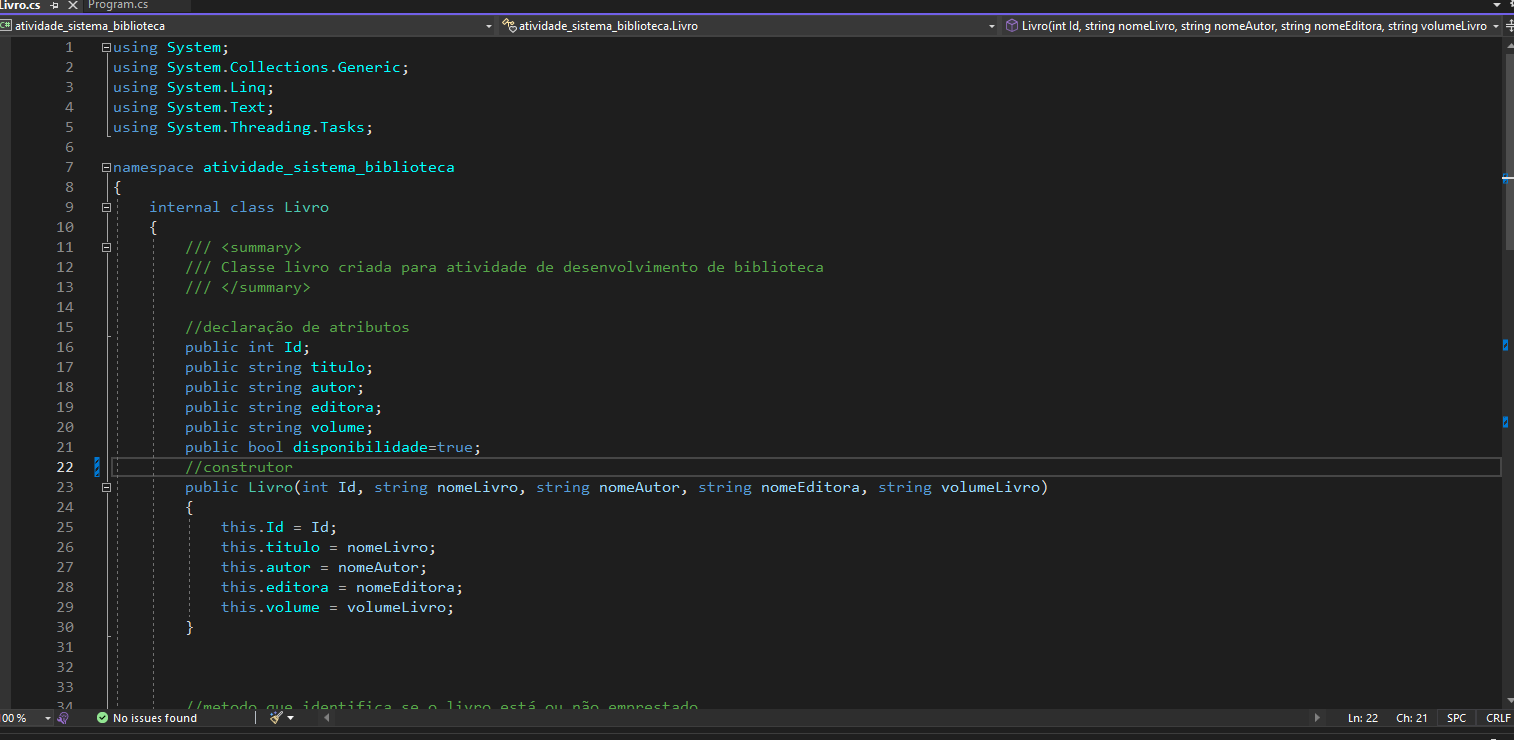 Livro.cs Program.cs
atividade_sistema_biblioteca atividade_sistema_biblioteca.Livro Livro(int Id, string nomeLivro, string nomeAutor, string nomeEditora, string volumeLivro)
1 using System;
2 using System.Collections.Generic;
3 using System.Linq;
4 using System.Text;
5 using System.Threading.Tasks;
6
7 namespace atividade_sistema_biblioteca
8 {
9 internal class Livro
10 {
11 /// <summary>
12 /// Classe livro criada para atividade de desenvolvimento de biblioteca
13 /// </summary>
14
15 //declaração de atributos
16 public int Id;
17 public string titulo;
18 public string autor;
19 public string editora;
20 public string volume;
21 public bool disponibilidade=true;
22 //construtor
23 public Livro(int Id, string nomeLivro, string nomeAutor, string nomeEditora, string volumeLivro)
24 {
25 this.Id = Id;
26 this.titulo = nomeLivro;
27 this.autor = nomeAutor;
28 this.editora = nomeEditora;
29 this.volume = volumeLivro;
30 }
31
32
33
34 //metodo que identifica se o livro está ou não emprestado
00 % No issues found Ln: 22 Ch: 21 SPC CRLF